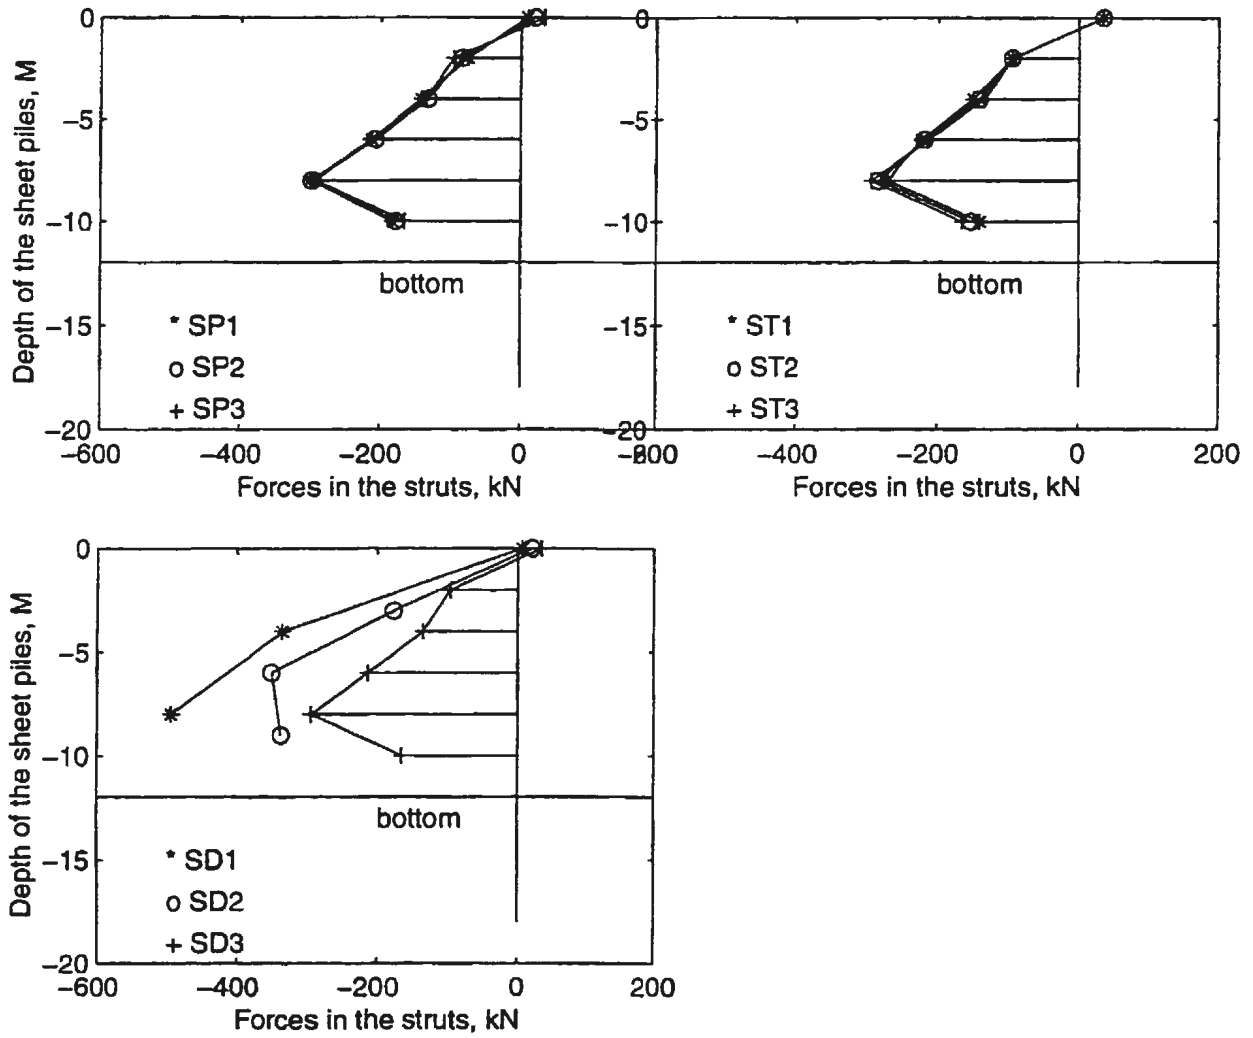 Depth of the sheet piles, M
0
−5
−10
−15
−20
bottom
* SP1
o SP2
+ SP3
−600 −400 −200 0
Forces in the struts, kN
0
−5
−10
−15
−20
bottom
* ST1
o ST2
+ ST3
−400 −200 0 200
Forces in the struts, kN
Depth of the sheet piles, M
0
−5
−10
−15
−20
bottom
* SD1
o SD2
+ SD3
−600 −400 −200 0 200
Forces in the struts, kN